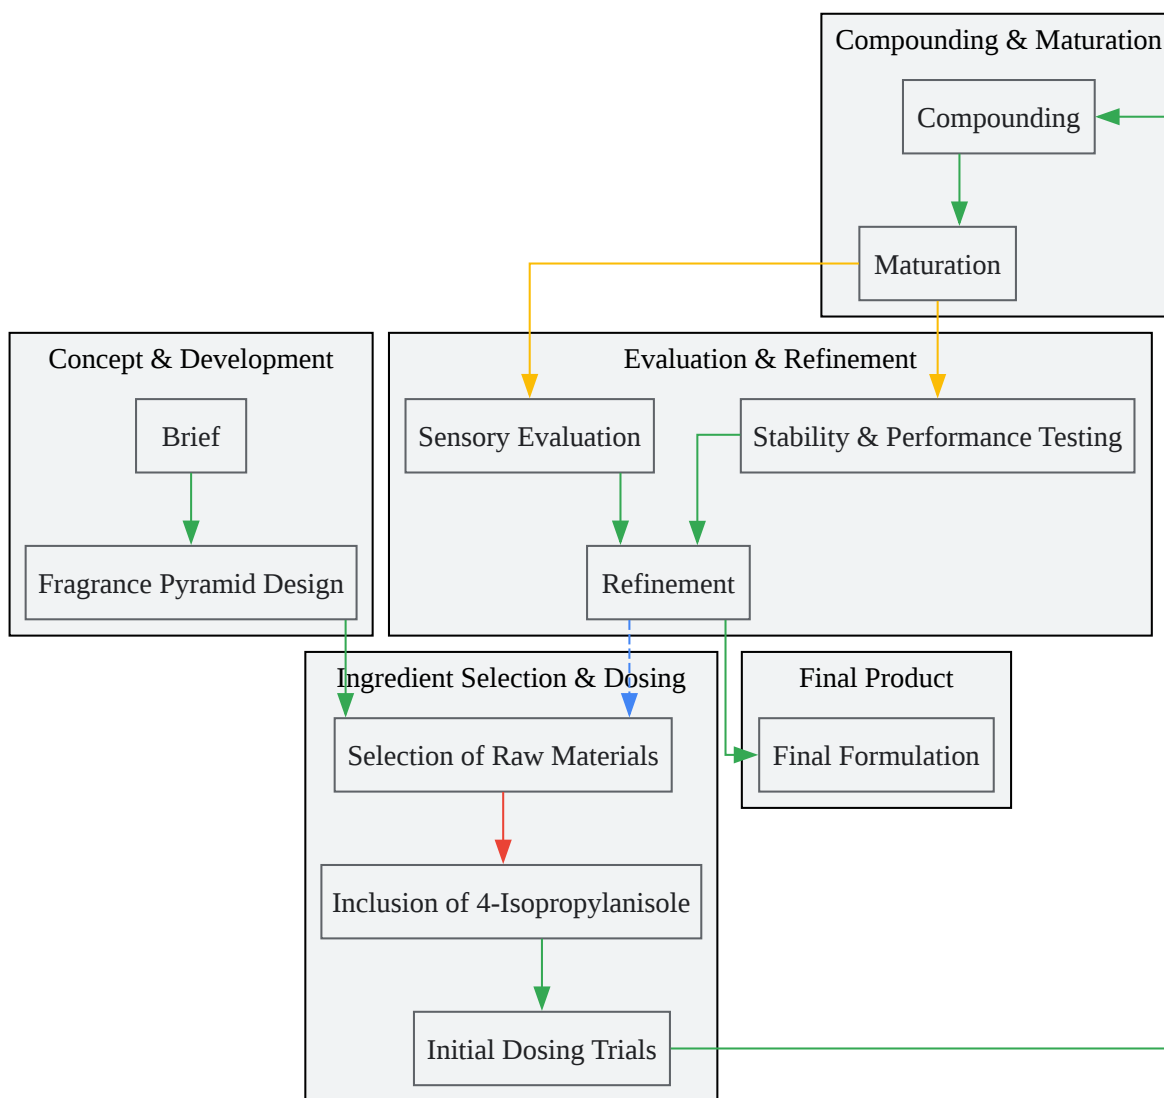 Compounding & Maturation
Compounding
Maturation
Concept & Development
Brief
Fragrance Pyramid Design
Evaluation & Refinement
Sensory Evaluation
Stability & Performance Testing
Refinement
Ingredient Selection & Dosing
Selection of Raw Materials
Inclusion of 4-Isopropylanisole
Initial Dosing Trials
Final Product
Final Formulation